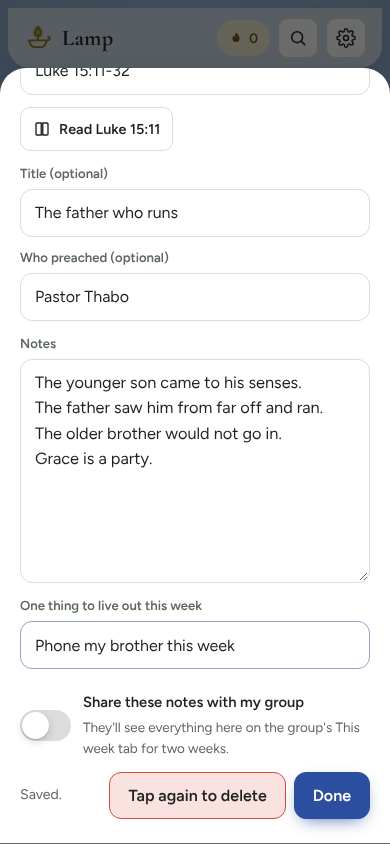 Lamp
0
Luke 15:11-32
Read Luke 15:11
Title (optional)
The father who runs
Who preached (optional)
Pastor Thabo
Notes
The younger son came to his senses.
The father saw him from far off and ran.
The older brother would not go in.
Grace is a party.
One thing to live out this week
Phone my brother this week
Share these notes with my group
They'll see everything here on the group's This
week tab for two weeks.
Saved.
Tap again to delete
Done